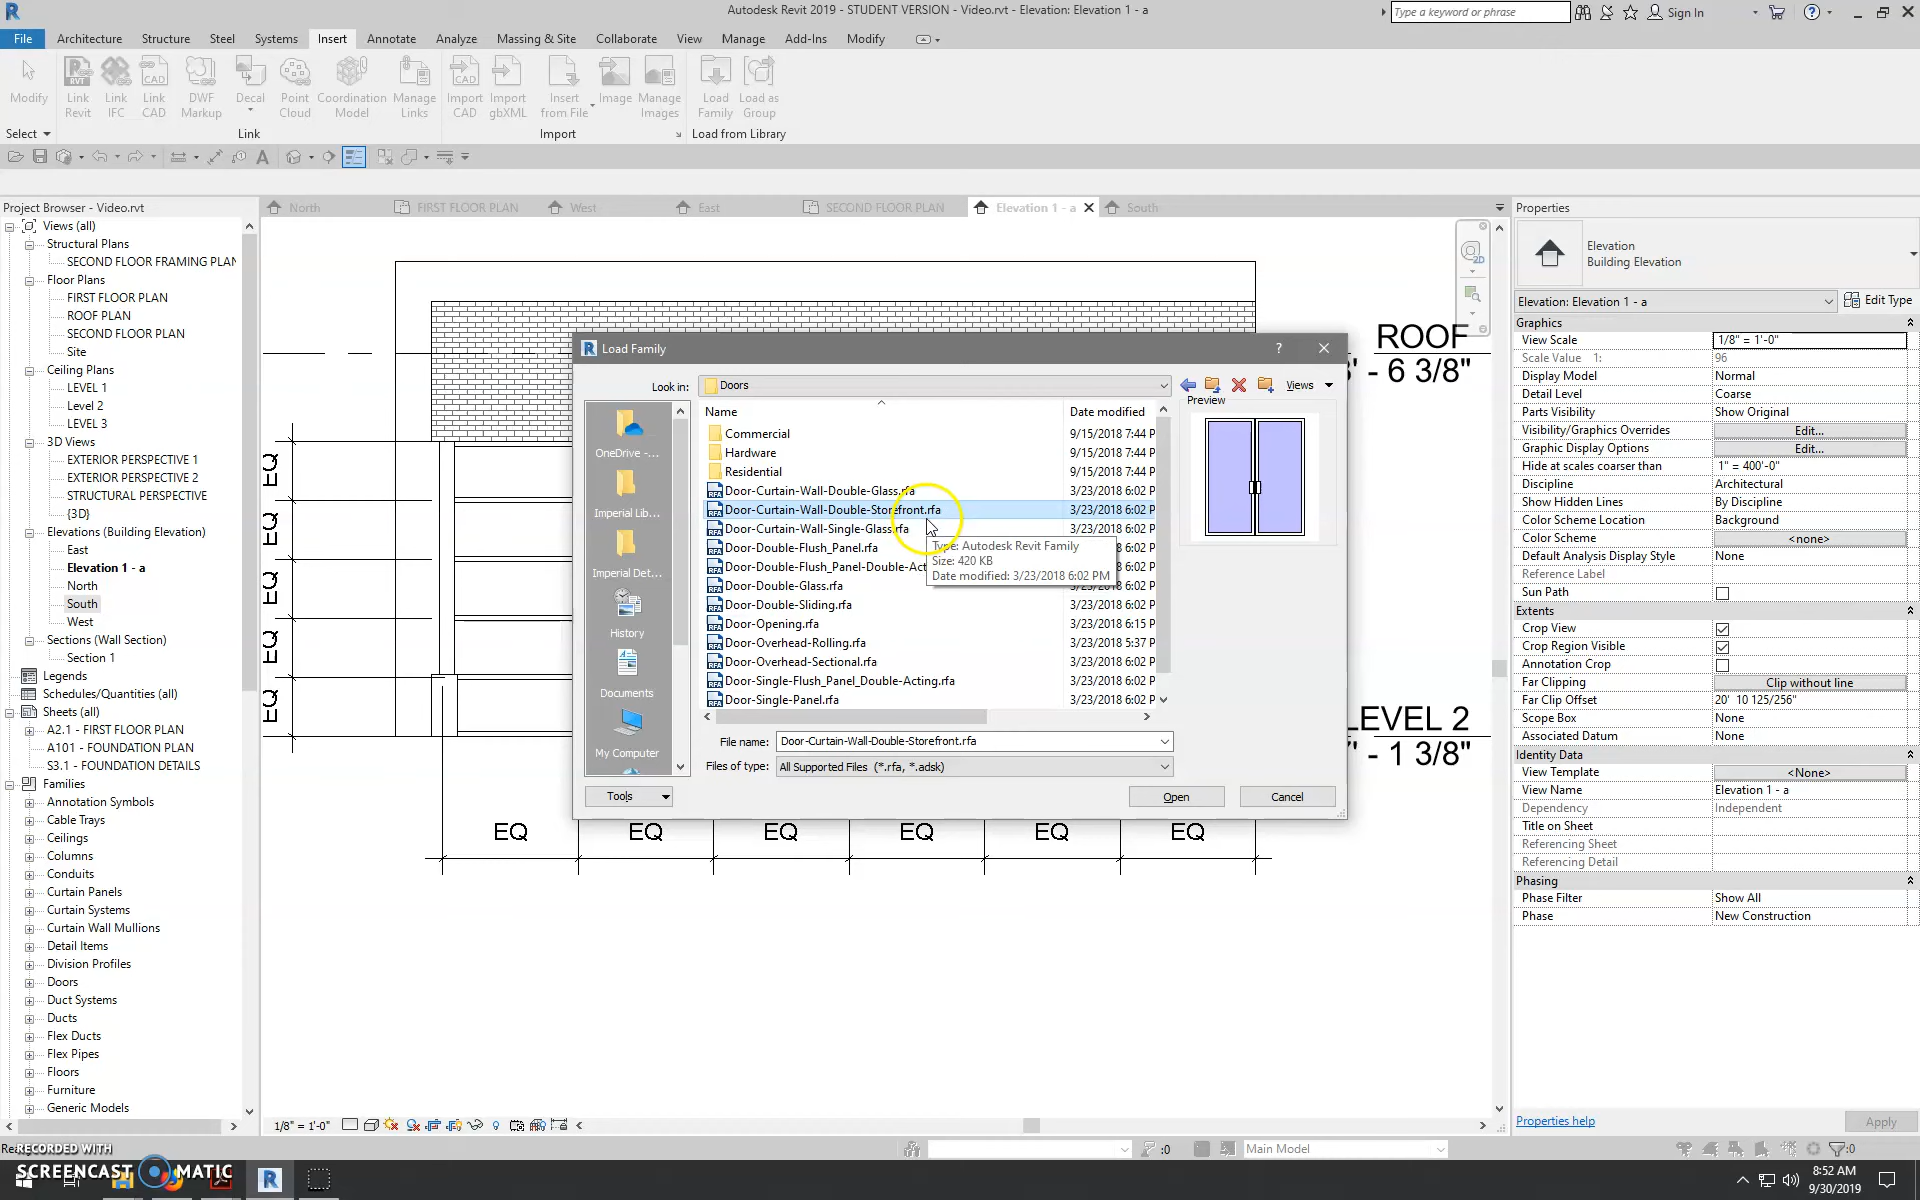 Autodesk Revit 2019 - STUDENT VERSION - Video.rvt - Elevation: Elevation 1 - a
Type a keyword or phrase
Sign In
File Architecture Structure Steel Systems Insert Annotate Analyze Massing & Site Collaborate View Manage Add-Ins Modify
Modify
Link Revit
Link IFC
Link CAD
DWF Markup
Decal
Point Cloud
Coordination Model
Manage Links
Import CAD
Import gbXML
Insert from File
Image
Manage Images
Load Family
Load as Group
Select
Link
Import
Load from Library
Project Browser - Video.rvt
Views (all)
Structural Plans
SECOND FLOOR FRAMING PLAN
Floor Plans
FIRST FLOOR PLAN
ROOF PLAN
SECOND FLOOR PLAN
Site
Ceiling Plans
LEVEL 1
Level 2
LEVEL 3
3D Views
EXTERIOR PERSPECTIVE 1
EXTERIOR PERSPECTIVE 2
STRUCTURAL PERSPECTIVE
{3D}
Elevations (Building Elevation)
East
Elevation 1 - a
North
South
West
Sections (Wall Section)
Section 1
Legends
Schedules/Quantities (all)
Sheets (all)
A2.1 - FIRST FLOOR PLAN
A101 - FOUNDATION PLAN
S3.1 - FOUNDATION DETAILS
Families
Annotation Symbols
Cable Trays
Ceilings
Columns
Conduits
Curtain Panels
Curtain Systems
Curtain Wall Mullions
Detail Items
Division Profiles
Doors
Duct Systems
Ducts
Flex Ducts
Flex Pipes
Floors
Furniture
Generic Models
North
FIRST FLOOR PLAN
West
East
SECOND FLOOR PLAN
Elevation 1 - a
South
ROOF
' - 6 3/8"
LEVEL 2
' - 1 3/8"
EQ
EQ
EQ
EQ
EQ
EQ EQ EQ EQ EQ EQ
Load Family
?
Look in: Doors
Views
Name Date modified
Commercial 9/15/2018 7:44 P
Hardware 9/15/2018 7:44 P
Residential 9/15/2018 7:44 P
Door-Curtain-Wall-Double-Glass.rfa 3/23/2018 6:02 P
Door-Curtain-Wall-Double-Storefront.rfa 3/23/2018 6:02 P
Door-Curtain-Wall-Single-Glass.rfa 3/23/2018 6:02 P
Door-Double-Flush_Panel.rfa 8 6:02 P
Door-Double-Flush_Panel-Double-Act 8 6:02 P
Door-Double-Glass.rfa 3/23/2018 6:02 P
Door-Double-Sliding.rfa 3/23/2018 6:02 P
Door-Opening.rfa 3/23/2018 6:15 P
Door-Overhead-Rolling.rfa 3/23/2018 5:37 P
Door-Overhead-Sectional.rfa 3/23/2018 6:02 P
Door-Single-Flush_Panel_Double-Acting.rfa 3/23/2018 6:02 P
Door-Single-Panel.rfa 3/23/2018 6:02 P
Type: Autodesk Revit Family
Size: 420 KB
Date modified: 3/23/2018 6:02 PM
OneDrive -...
Imperial Lib...
Imperial Det...
History
Documents
My Computer
Preview
File name: Door-Curtain-Wall-Double-Storefront.rfa
Files of type: All Supported Files (*.rfa, *.adsk)
Tools
Open
Cancel
Properties
Elevation
Building Elevation
Elevation: Elevation 1 - a
Edit Type
Graphics
View Scale 1/8" = 1'-0"
Scale Value 1: 96
Display Model Normal
Detail Level Coarse
Parts Visibility Show Original
Visibility/Graphics Overrides Edit...
Graphic Display Options Edit...
Hide at scales coarser than 1" = 400'-0"
Discipline Architectural
Show Hidden Lines By Discipline
Color Scheme Location Background
Color Scheme <none>
Default Analysis Display Style None
Reference Label
Sun Path
Extents
Crop View
Crop Region Visible
Annotation Crop
Far Clipping Clip without line
Far Clip Offset 20' 10 125/256"
Scope Box None
Associated Datum None
Identity Data
View Template <None>
View Name Elevation 1 - a
Dependency Independent
Title on Sheet
Referencing Sheet
Referencing Detail
Phasing
Phase Filter Show All
Phase New Construction
Properties help
Apply
1/8" = 1'-0"
:0
Main Model
:0
RECORDED WITH
SCREENCAST MATIC
8:52 AM
9/30/2019